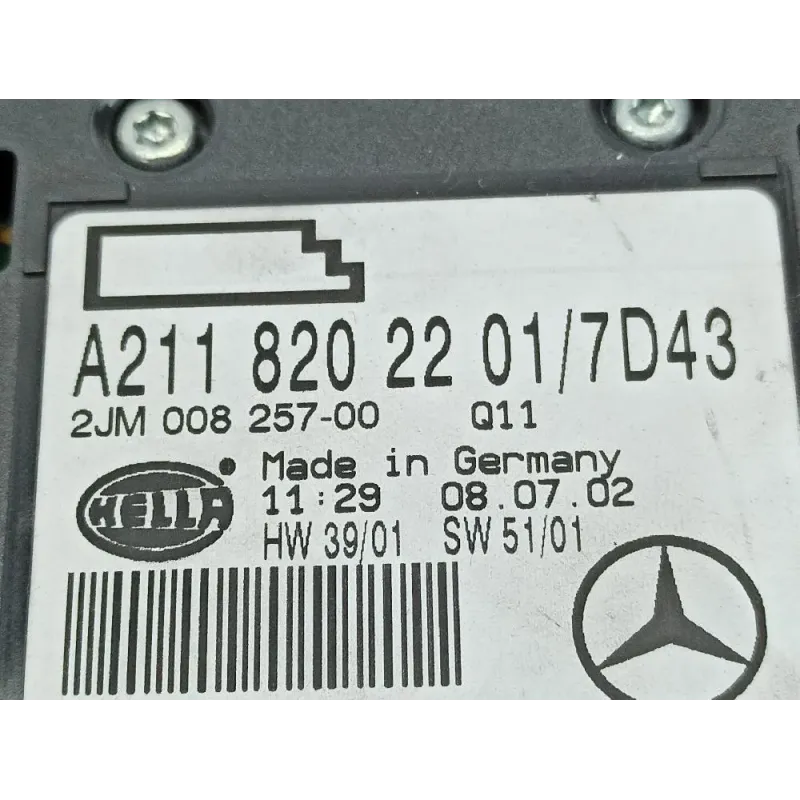 A211 820 22 01/7D43
2JM 008 257-00 Q11
HELLA
Made in Germany
11:29 08.07.02
HW 39/01 SW 51/01